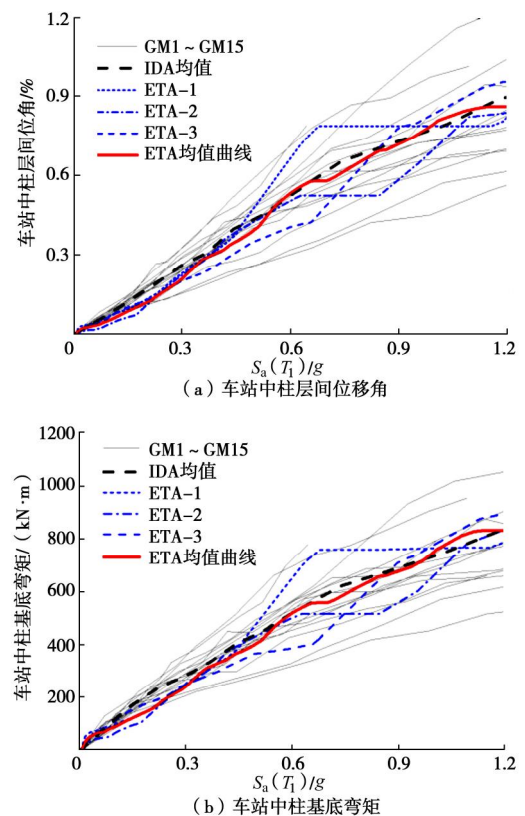 1.2
0.9
0.6
0.3
车站中柱层间位角/%
GM1~GM15
IDA均值
ETA-1
ETA-2
ETA-3
ETA均值曲线
0 0.3 0.6 0.9 1.2
Sa(T1)/g
(a)车站中柱层间位移角
1200
1000
800
600
400
200
车站中柱基底弯矩/(kN·m)
GM1~GM15
IDA均值
ETA-1
ETA-2
ETA-3
ETA均值曲线
0 0.3 0.6 0.9 1.2
Sa(T1)/g
(b)车站中柱基底弯矩